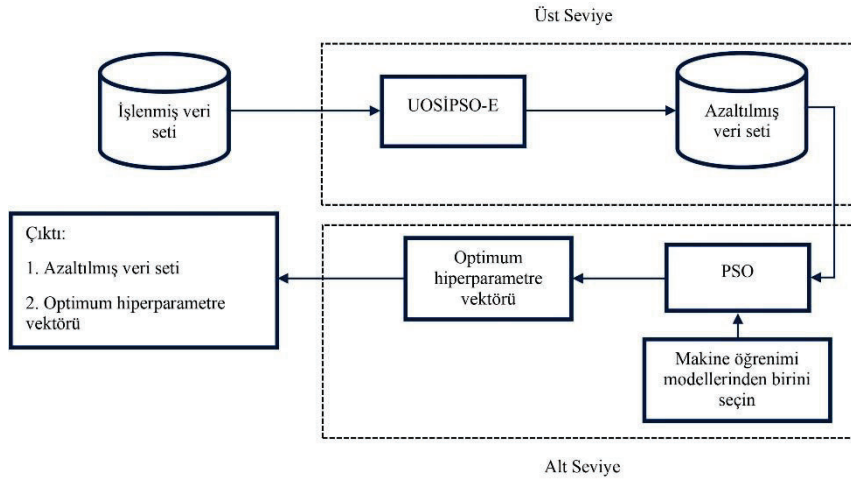 Üst Seviye
İşlenmiş veri
seti
UOSİPSO-E
Azaltılmış
veri seti
Çıktı:
1. Azaltılmış veri seti
2. Optimum hiperparametre
vektörü
Optimum
hiperparametre
vektörü
PSO
Makine öğrenimi
modellerinden birini
seçin
Alt Seviye